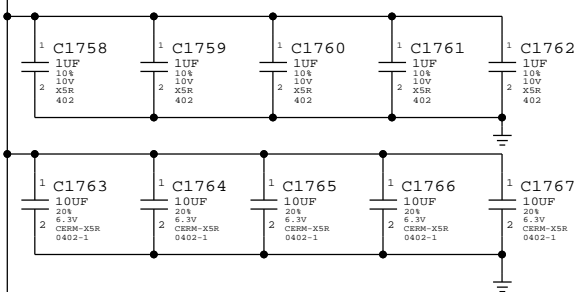 C1758 C1759 C1760 C1761 C1762
1 1UF 1 1UF 1 1UF 1 1UF 1 1UF
10% 10% 10% 10% 10%
10V 10V 10V 10V 10V
2 X5R 2 X5R 2 X5R 2 X5R 2 X5R
402 402 402 402 402
1 C1763 1 C1764 1 C1765 1 C1766 1 C1767
10UF 10UF 10UF 10UF 10UF
20% 20% 20% 20% 20%
2 6.3V 2 6.3V 2 6.3V 2 6.3V 2 6.3V
CERM-X5R CERM-X5R CERM-X5R CERM-X5R CERM-X5R
0402-1 0402-1 0402-1 0402-1 0402-1